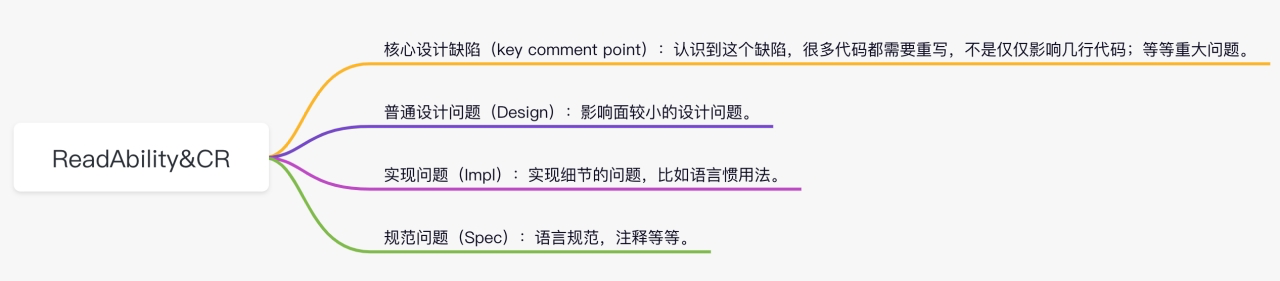 核心设计缺陷（key comment point）：认识到这个缺陷，很多代码都需要重写，不是仅仅影响几行代码；等等重大问题。
普通设计问题（Design）：影响面较小的设计问题。
ReadAbility&CR
实现问题（Impl）：实现细节的问题，比如语言惯用法。
规范问题（Spec）：语言规范，注释等等。